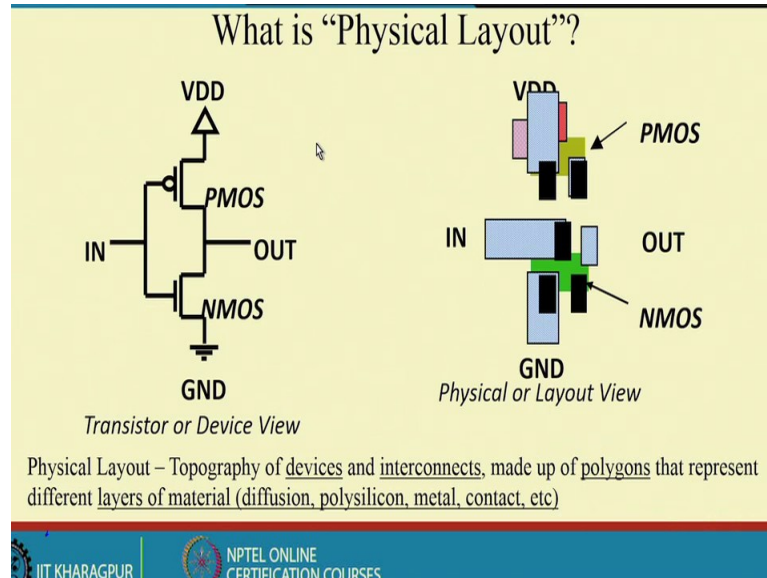 What is “Physical Layout”?
VDD
PMOS
IN
OUT
NMOS
GND
Transistor or Device View
VDD
PMOS
IN
OUT
NMOS
GND
Physical or Layout View
Physical Layout – Topography of devices and interconnects, made up of polygons that represent
different layers of material (diffusion, polysilicon, metal, contact, etc)
IIT KHARAGPUR
NPTEL ONLINE
CERTIFICATION COURSES